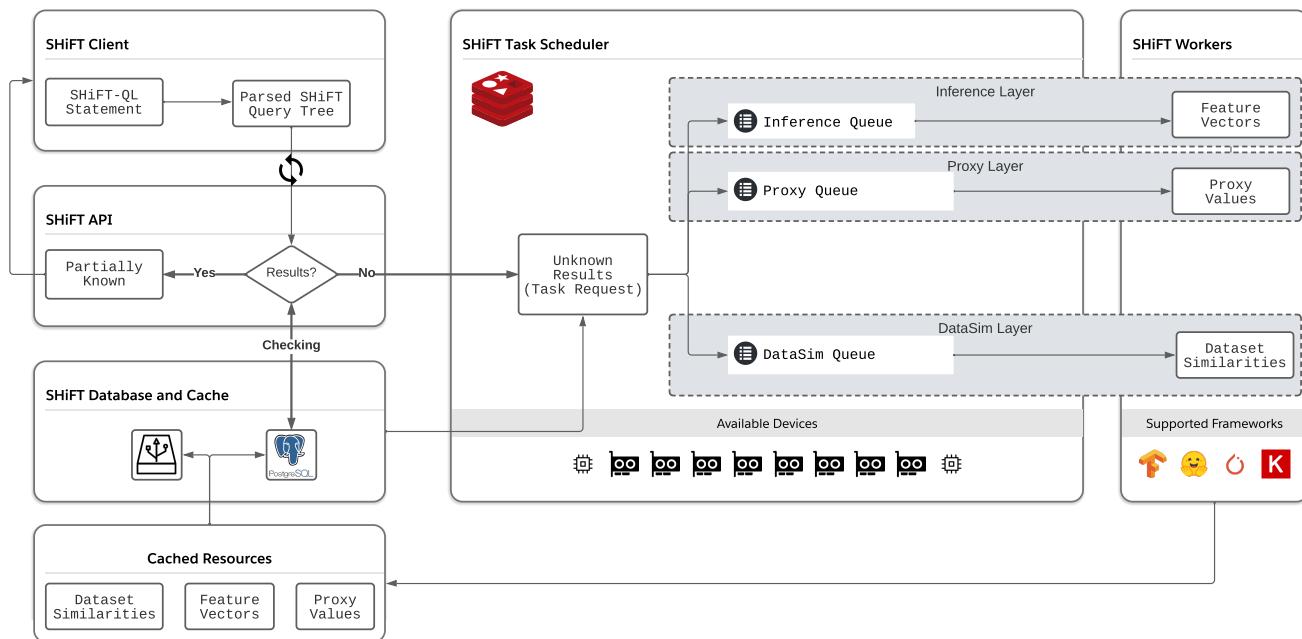 SHiFT Client
SHiFT-QL
Statement
Parsed SHiFT
Query Tree
SHiFT API
Partially
Known
Yes
Results?
No
Checking
SHiFT Database and Cache
PostgreSQL
Cached Resources
Dataset
Similarities
Feature
Vectors
Proxy
Values
SHiFT Task Scheduler
Unknown
Results
(Task Request)
Inference Layer
Inference Queue
Proxy Layer
Proxy Queue
DataSim Layer
DataSim Queue
Available Devices
SHiFT Workers
Feature
Vectors
Proxy
Values
Dataset
Similarities
Supported Frameworks
K